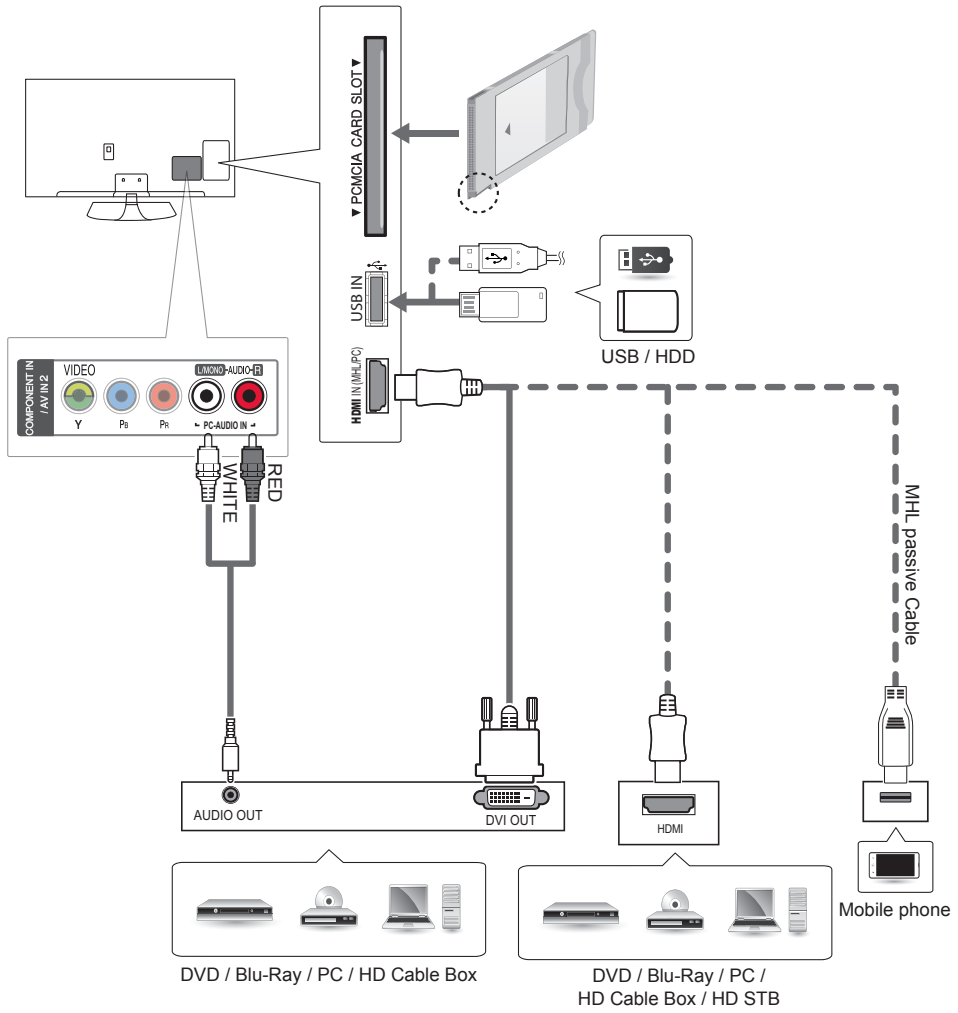 ▼ PCMCIA CARD SLOT ▼
USB IN
HDMI IN (MHL/PC)
USB / HDD
COMPONENT IN
/ AV IN 2
VIDEO
L/MONO AUDIO R
Y PB PR PC-AUDIO IN
WHITE
RED
MHL passive Cable
AUDIO OUT
DVI OUT
HDMI
Mobile phone
DVD / Blu-Ray / PC / HD Cable Box
DVD / Blu-Ray / PC /
HD Cable Box / HD STB